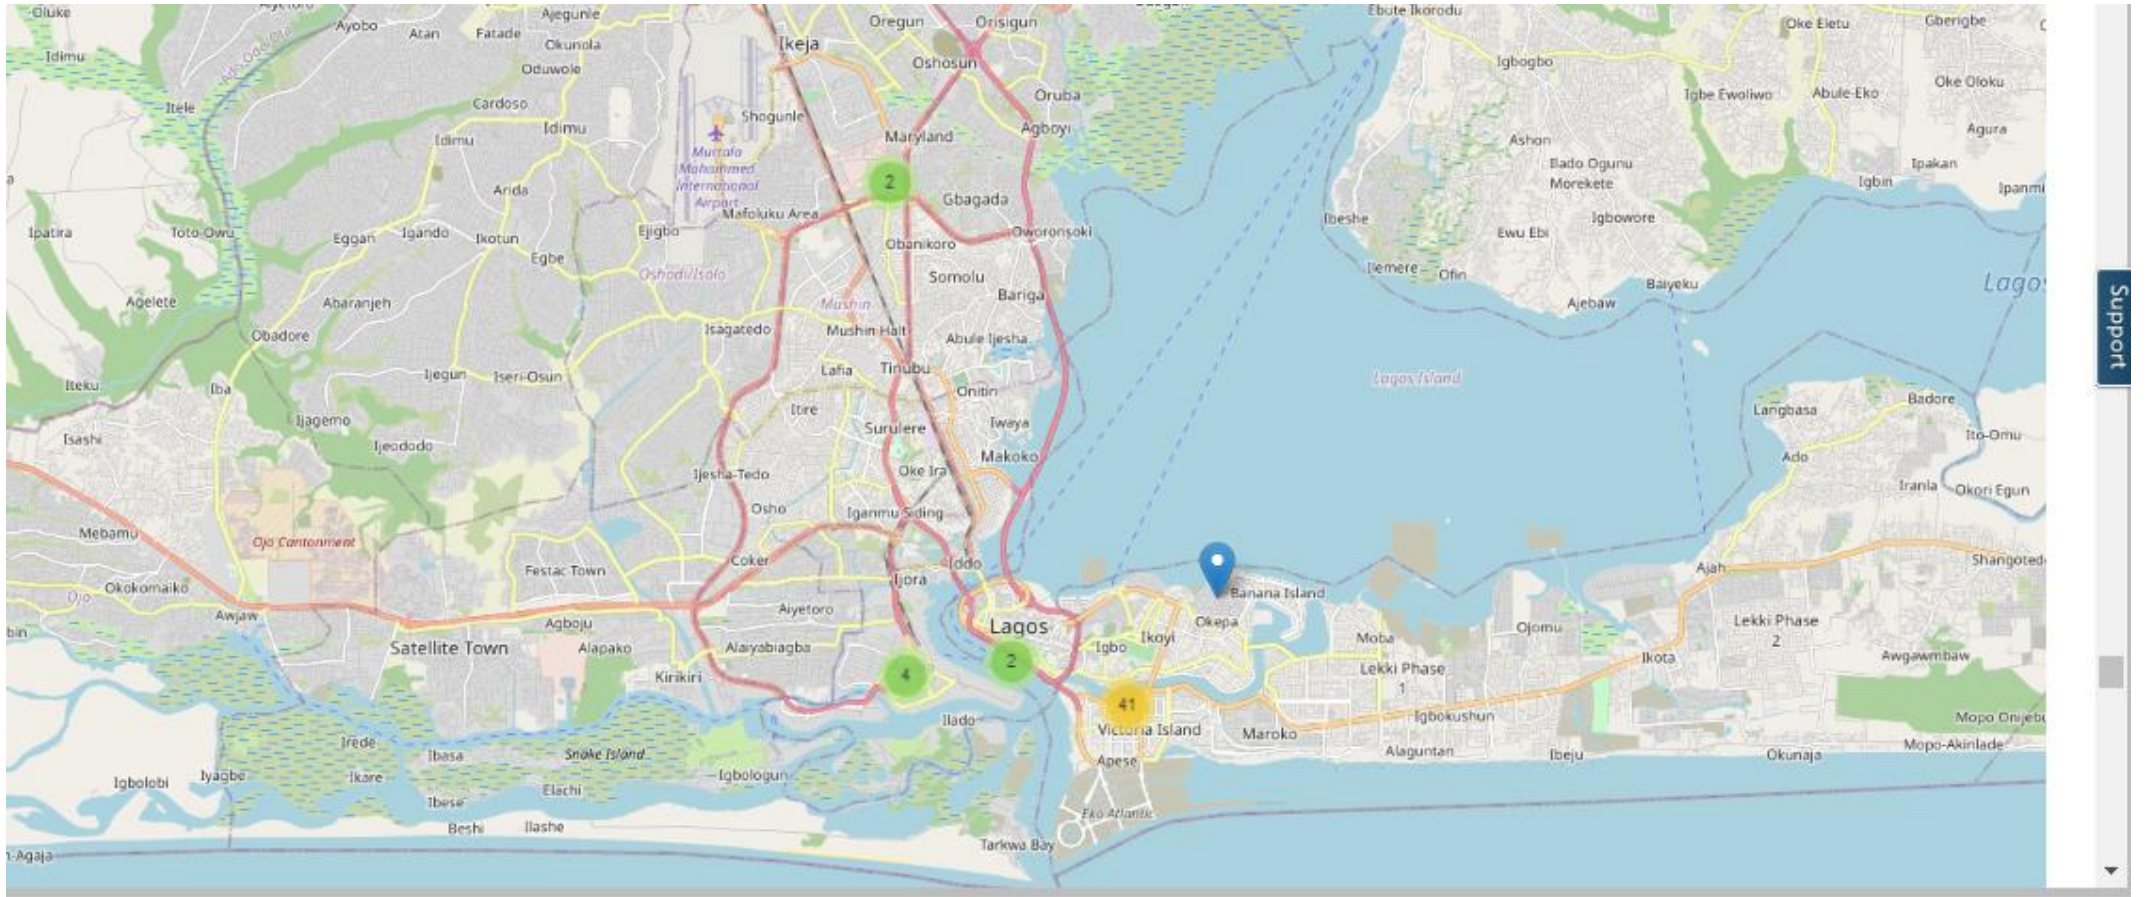 Oluke
Ayobo
Atan
Fatade
Ajegunle
Okunola
Oduwole
Ikeja
Oregun
Orisigun
Oshosun
Ebute Ikorodu
Oke Eletu
Gberigbe
Idimu
Itele
Cardoso
Idimu
Idimu
Shogunle
Maryland
Oruba
Agboyi
Igbogbo
Igbe Ewoliwo
Abule-Eko
Oke Oloku
Agura
Ashon
Bado Ogunu
Morekete
Ipakan
Igbin
Ipanmi
Murtala
Mohammed
International
Airport
2
Arida
Gbagada
Mafoluku Area
Ibeshe
Igbowore
Ewu Ebi
Ipatira
Toto-Owu
Eggan
Igando
Ikotun
Egbe
Ejigbo
Obanikoro
Oworonsoki
Oshodi/Isolo
Somolu
Bariga
Ilemere
Ofin
Baiyeku
Ajebaw
Lagos
Support
Agelete
Abaranjeh
Obadore
Mushin
Mushin Halt
Isagatedo
Abule Ijesha
Iteku
Iba
Ijegun
Iseri-Osun
Lafia
Tinubu
Onitin
Lagos Island
Ijagemo
Ijeododo
Isashi
Itire
Surulere
Iwaya
Makoko
Langbasa
Badore
Ito-Omu
Ado
Iranla
Okori Egun
Ijesha-Tedo
Oke Ira
Osho
Iganmu Siding
Mebamu
Ojo Cantonment
Coker
Iddo
Ijora
Festac Town
Okokomaiko
Ojo
Awjaw
Agboju
Aiyetoro
Banana Island
Okepa
Ajah
Shangoted
Lekki Phase
2
bin
Satellite Town
Alapako
Alaiyabiagba
Lagos
Igbo
Ikoyi
Moba
Ojomu
Ikota
Awgawmbaw
Kirikiri
4
2
41
Lekki Phase
1
Igbokushun
Mopo Onijebu
Ilado
Victoria Island
Maroko
Alaguntan
Ibeju
Okunaja
Mopo-Akinlade
Irede
Ibasa
Snake Island
Apese
Igbolobi
Iyagbe
Ikare
Igbologun
Elachi
Ibese
Eko Atlantic
Beshi
Ilashe
Tarkwa Bay
-Agaja